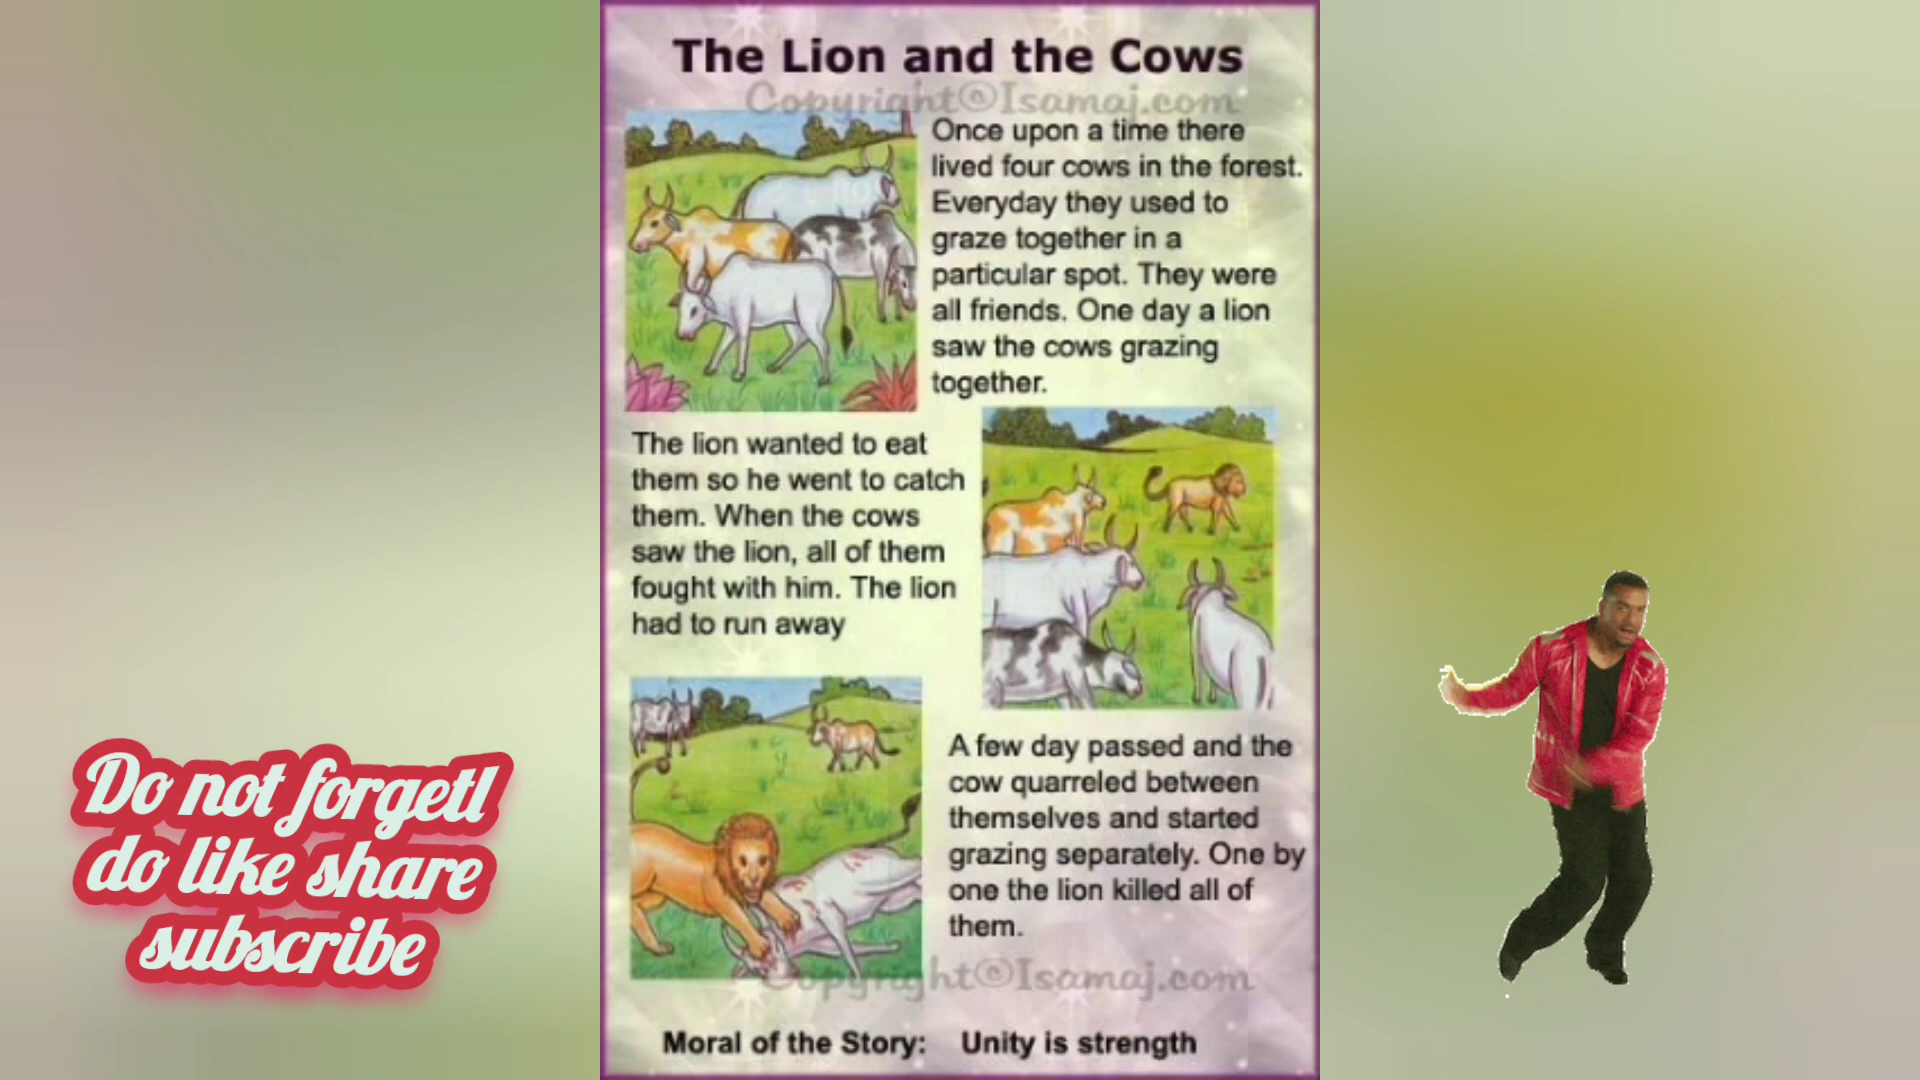 The Lion and the Cows
Copyright©Isamaj.com
Once upon a time there
lived four cows in the forest.
Everyday they used to
graze together in a
particular spot. They were
all friends. One day a lion
saw the cows grazing
together.
The lion wanted to eat
them so he went to catch
them. When the cows
saw the lion, all of them
fought with him. The lion
had to run away
A few day passed and the
cow quarreled between
themselves and started
grazing separately. One by
one the lion killed all of
them.
Copyright©Isamaj.com
Moral of the Story: Unity is strength
Do not forgetl
do like share
subscribe